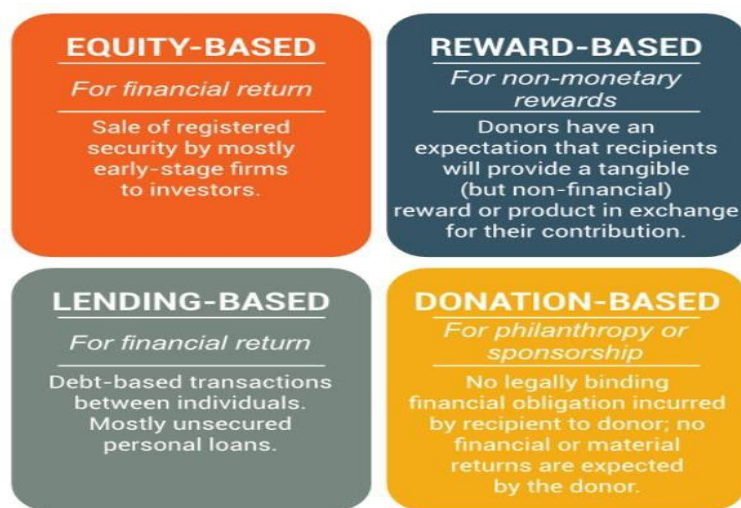 EQUITY-BASED
For financial return
Sale of registered
security by mostly
early-stage firms
to investors.
REWARD-BASED
For non-monetary
rewards
Donors have an
expectation that recipients
will provide a tangible
(but non-financial)
reward or product in exchange
for their contribution.
LENDING-BASED
For financial return
Debt-based transactions
between individuals.
Mostly unsecured
personal loans.
DONATION-BASED
For philanthropy or
sponsorship
No legally binding
financial obligation incurred
by recipient to donor; no
financial or material
returns are expected
by the donor.